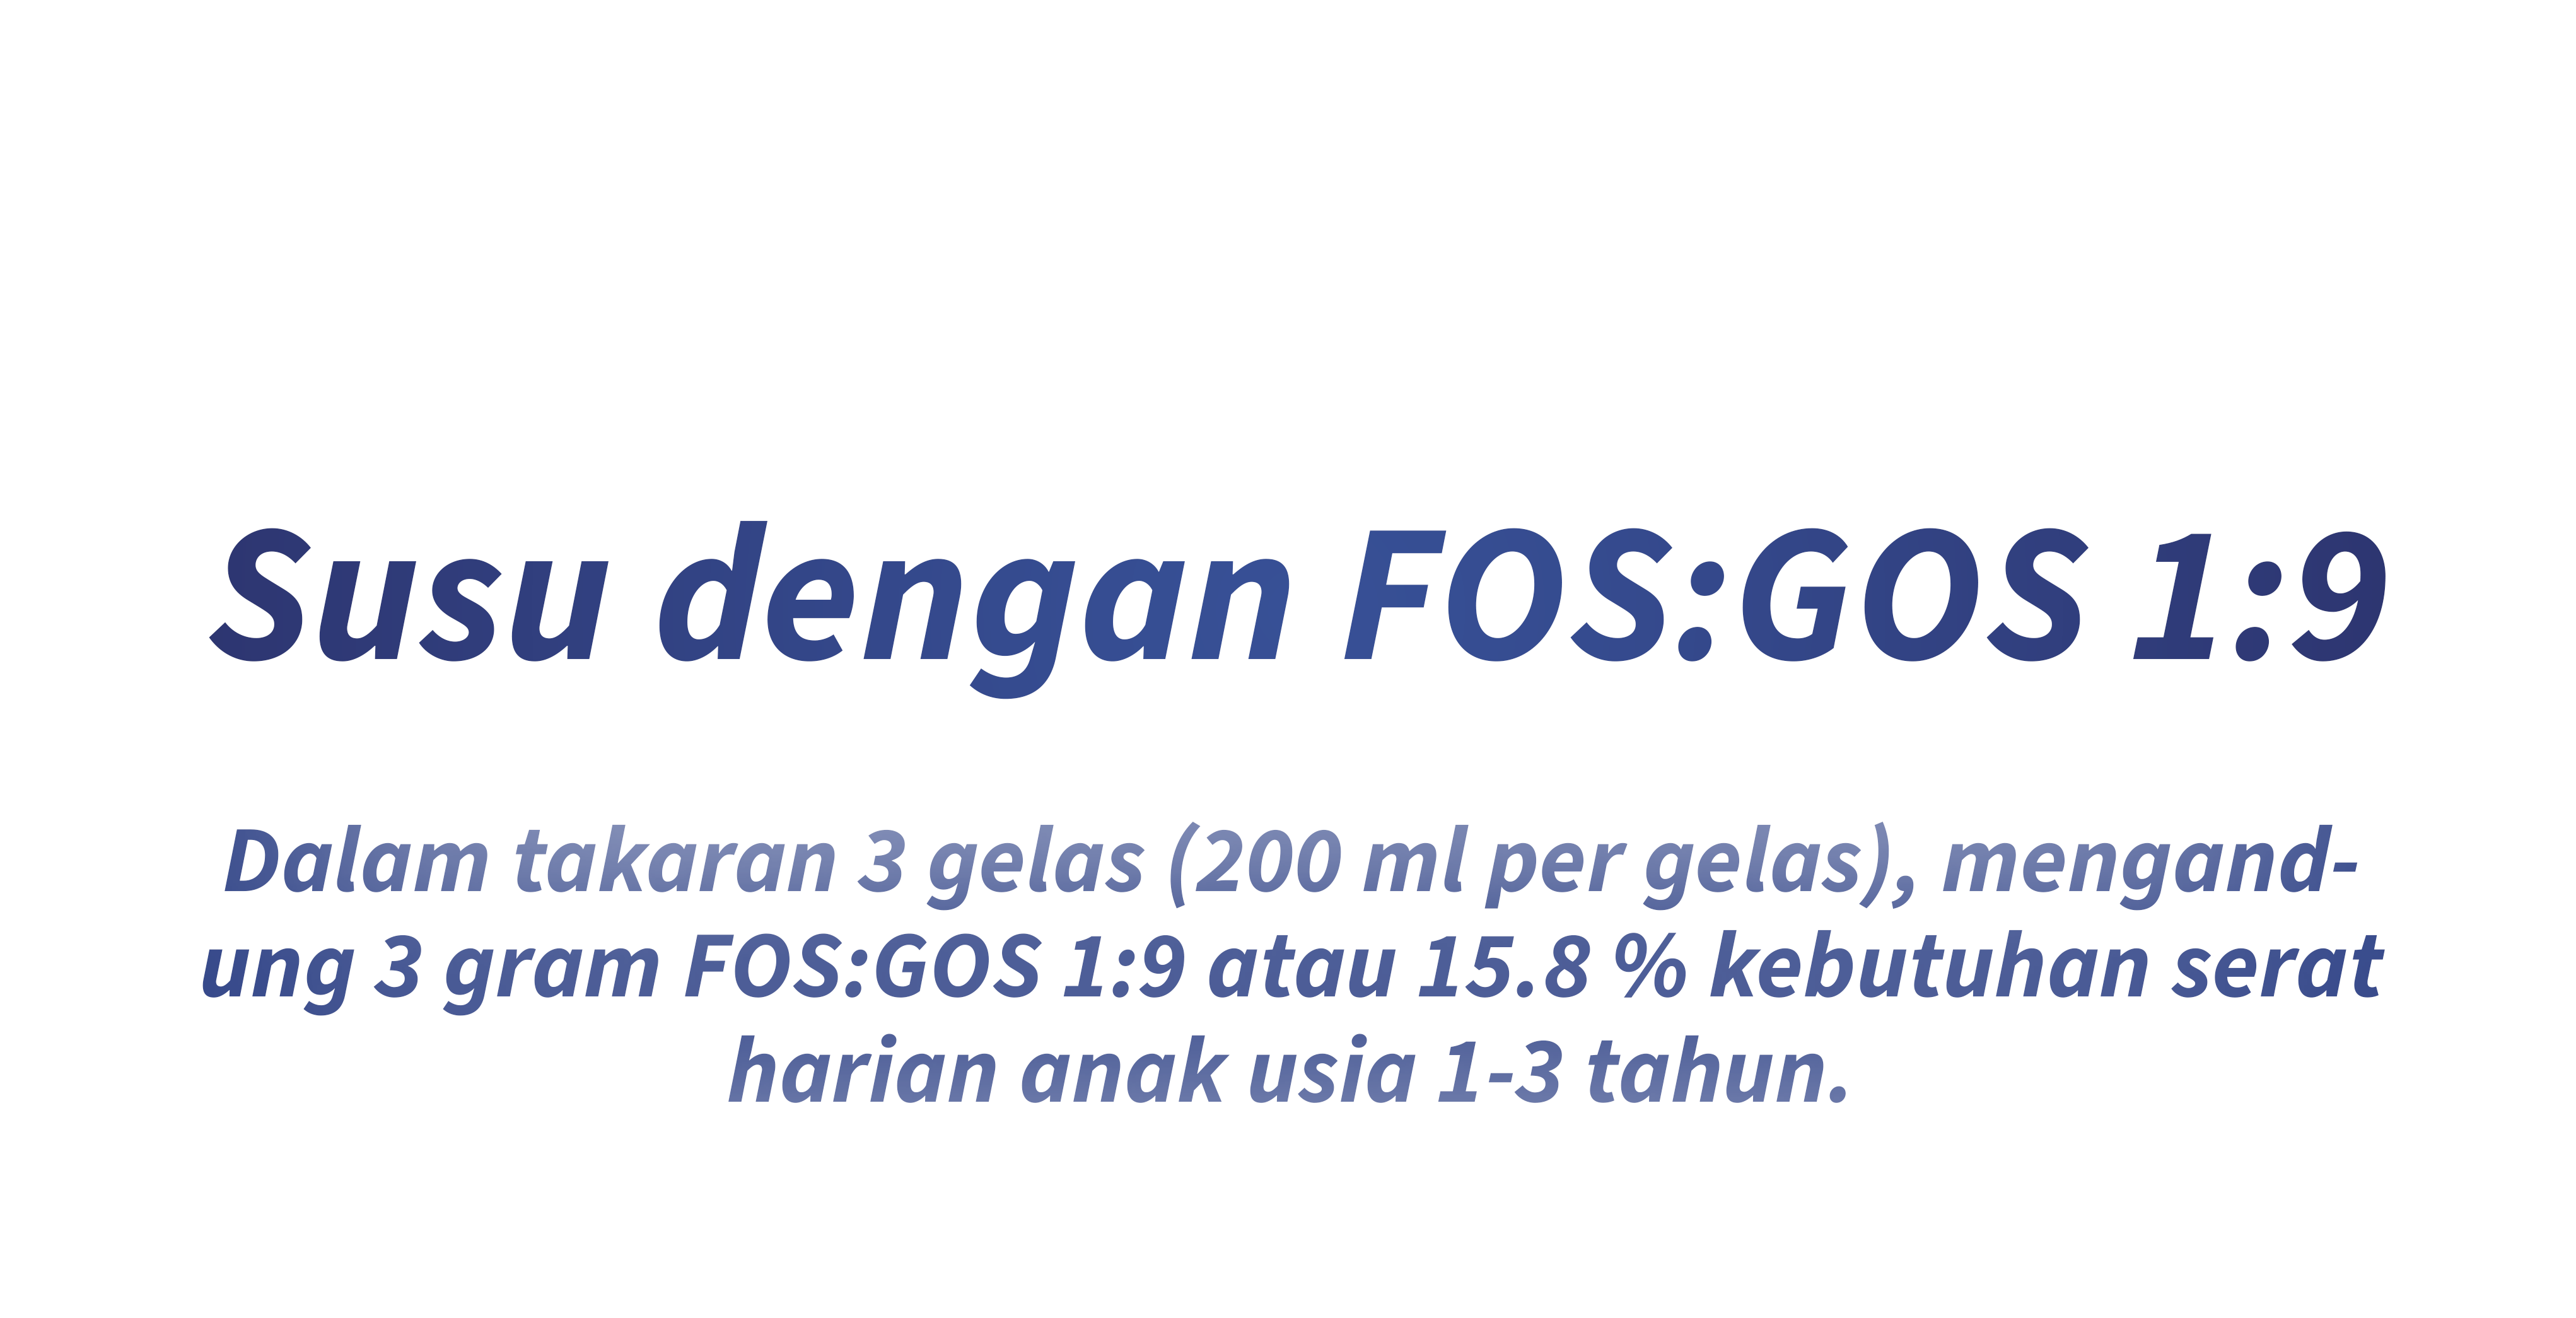 Susu dengan FOS:GOS 1:9
Dalam takaran 3 gelas (200 ml per gelas), mengand-
ung 3 gram FOS:GOS 1:9 atau 15.8 % kebutuhan serat
harian anak usia 1-3 tahun.